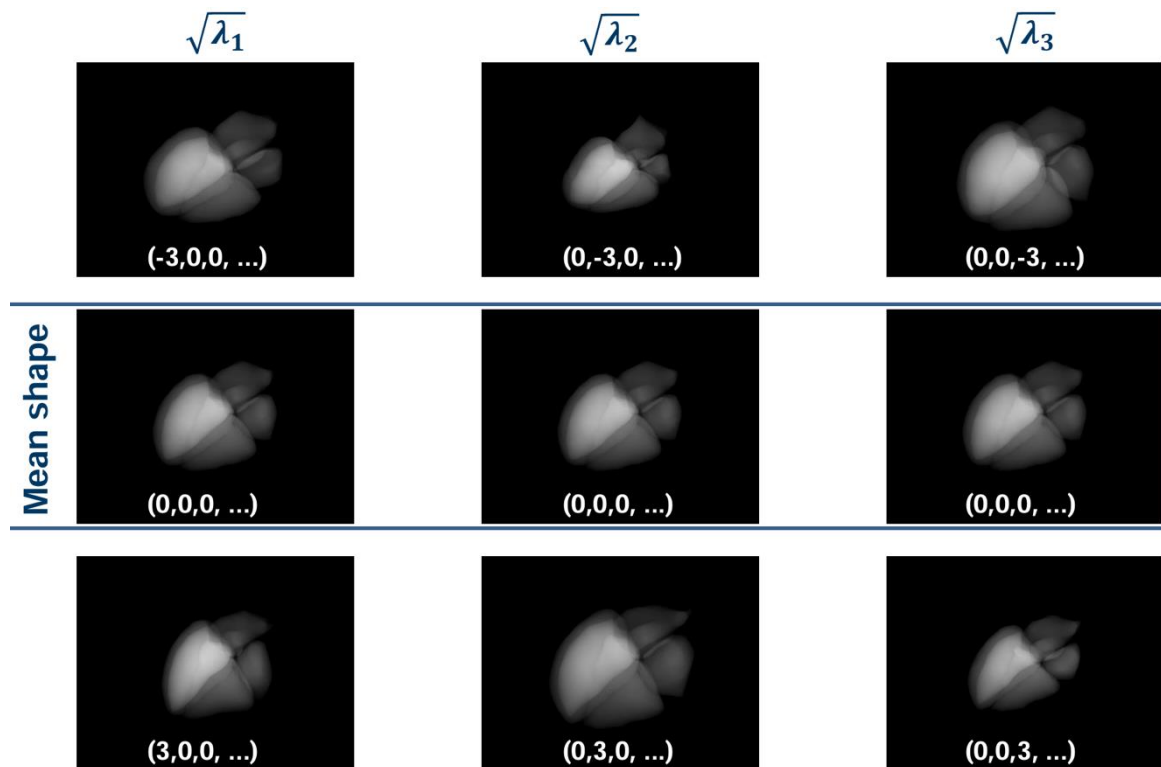 √λ₁ √λ₂ √λ₃
(-3,0,0, ...) (0,-3,0, ...) (0,0,-3, ...)
Mean shape
(0,0,0, ...) (0,0,0, ...) (0,0,0, ...)
(3,0,0, ...) (0,3,0, ...) (0,0,3, ...)